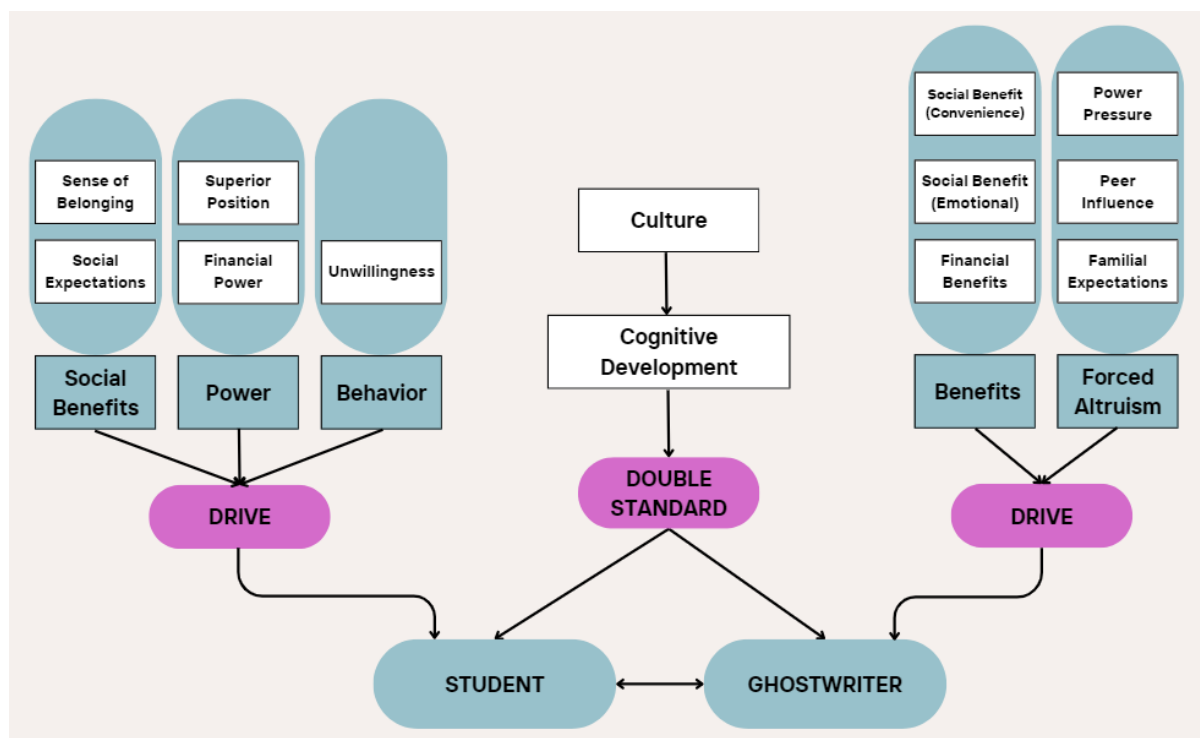 Sense of
Belonging
Social
Expectations
Social
Benefits
Superior
Position
Financial
Power
Power
Unwillingness
Behavior
DRIVE
Culture
Cognitive
Development
DOUBLE
STANDARD
Social Benefit
(Convenience)
Social Benefit
(Emotional)
Financial
Benefits
Benefits
Power
Pressure
Peer
Influence
Familial
Expectations
Forced
Altruism
DRIVE
STUDENT
GHOSTWRITER